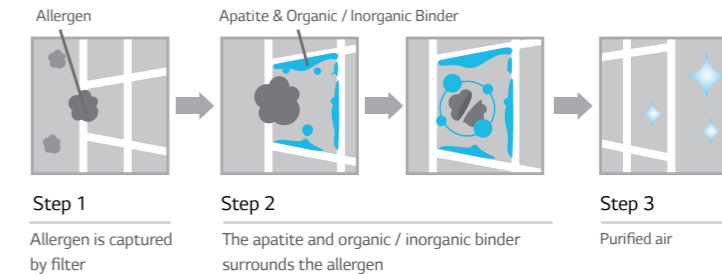 Allergen
Apatite & Organic / Inorganic Binder
Step 1
Allergen is captured
by filter
Step 2
The apatite and organic / inorganic binder
surrounds the allergen
Step 3
Purified air